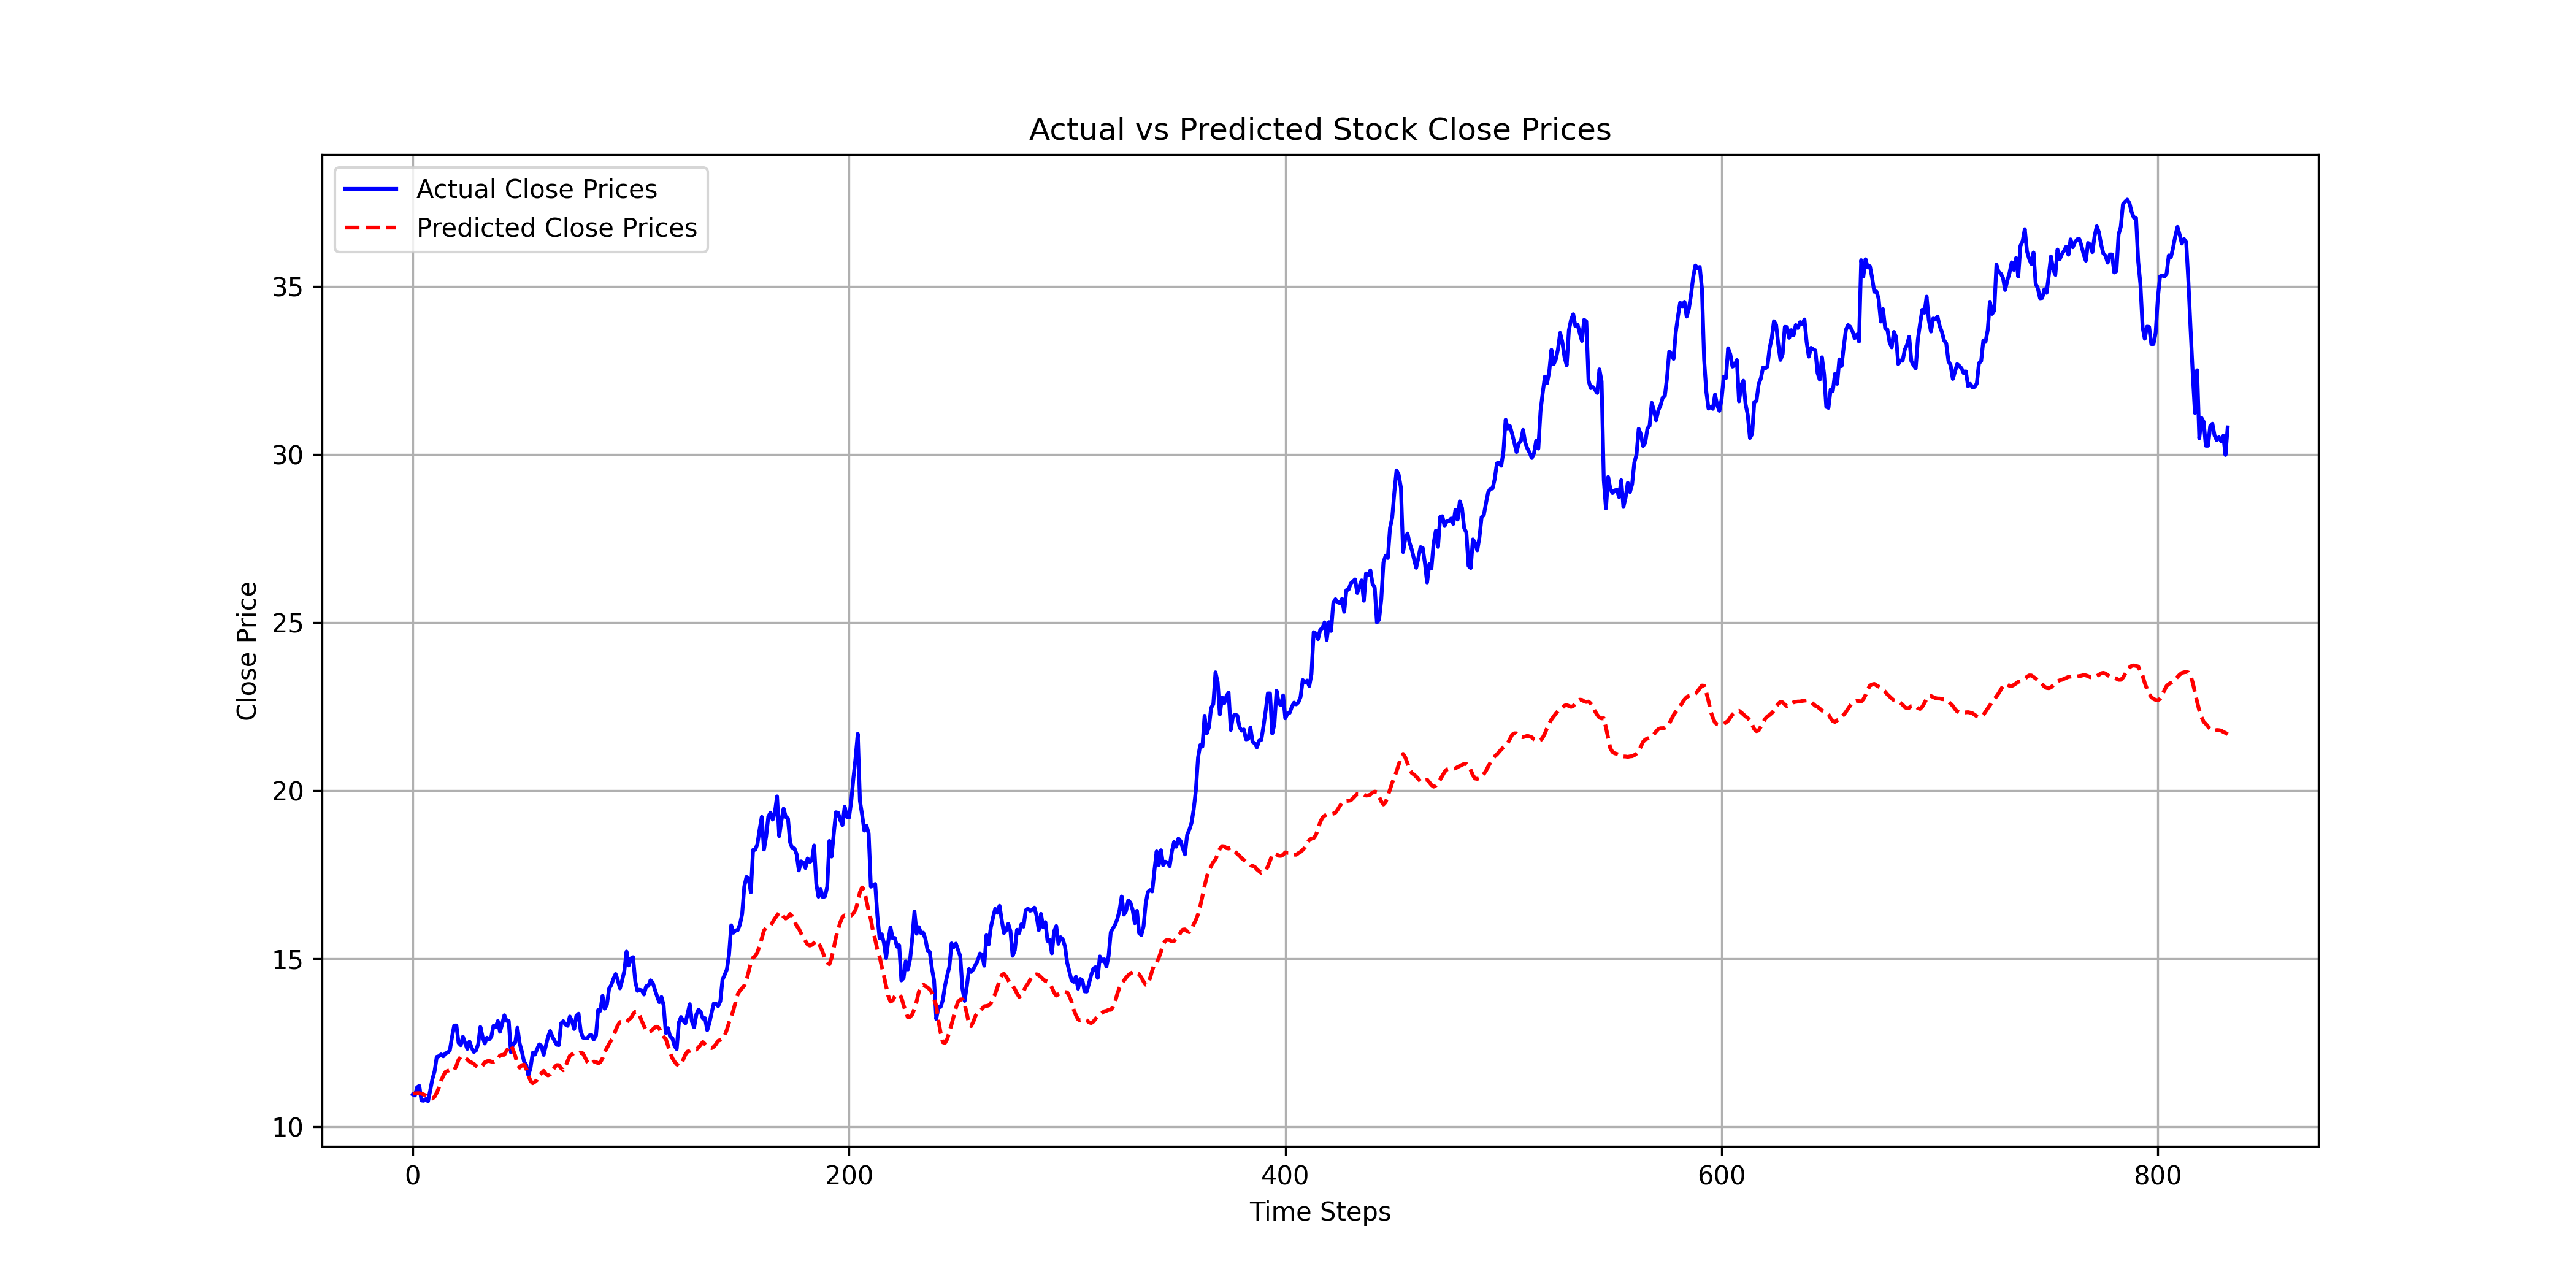 Actual vs Predicted Stock Close Prices
Actual Close Prices
Predicted Close Prices
Close Price
35
30
25
20
15
10
0 200 400 600 800
Time Steps